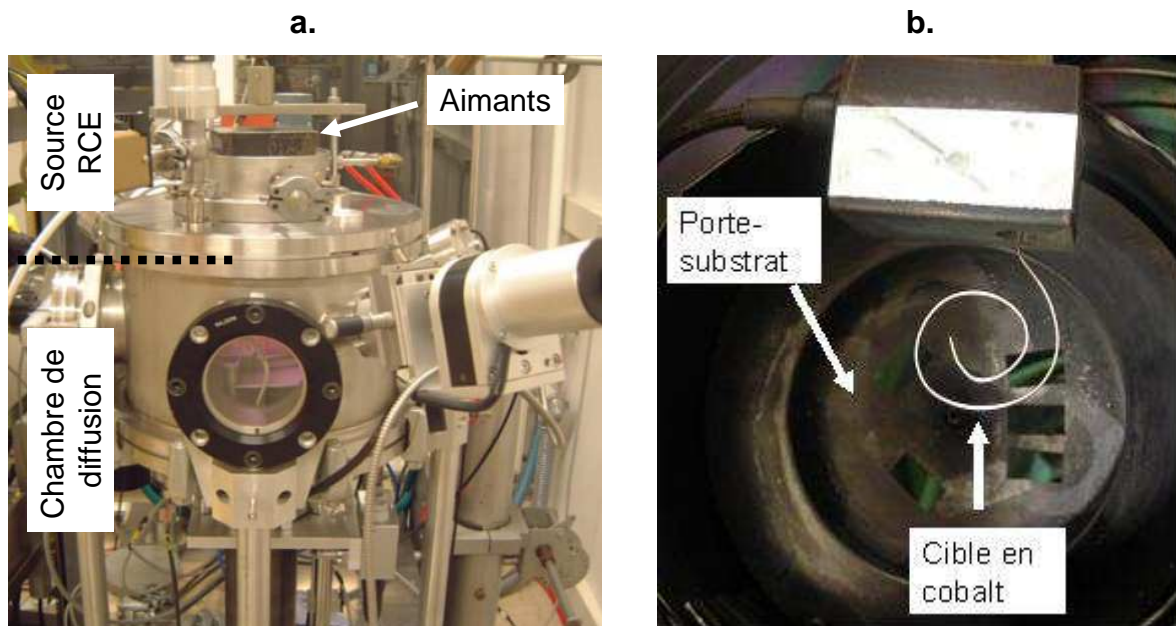 a.
b.
Source
RCE
Aimants
Chambre de
diffusion
Porte-
substrat
Cible en
cobalt